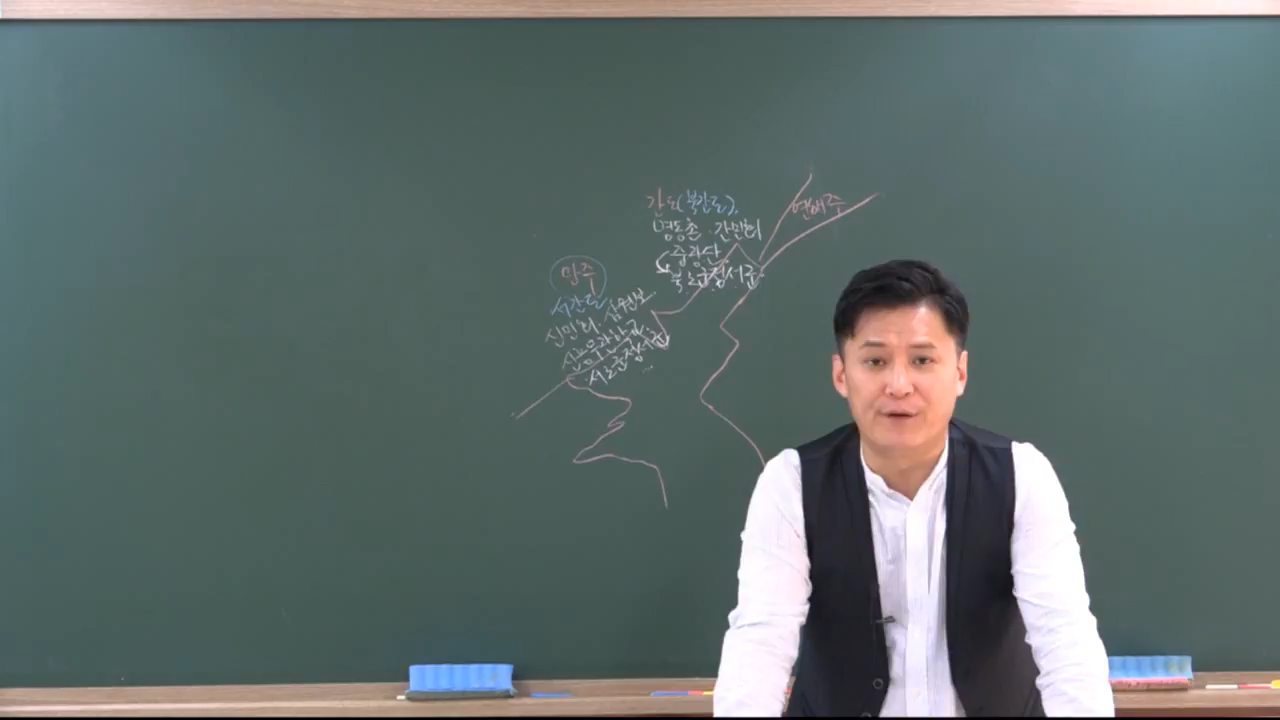 간도(북간도)
연해주
명동촌 · 간민회
중광단
북로군정서군
만주
서간도
신민회 · 삼원보
신흥무관학교
서로군정서군